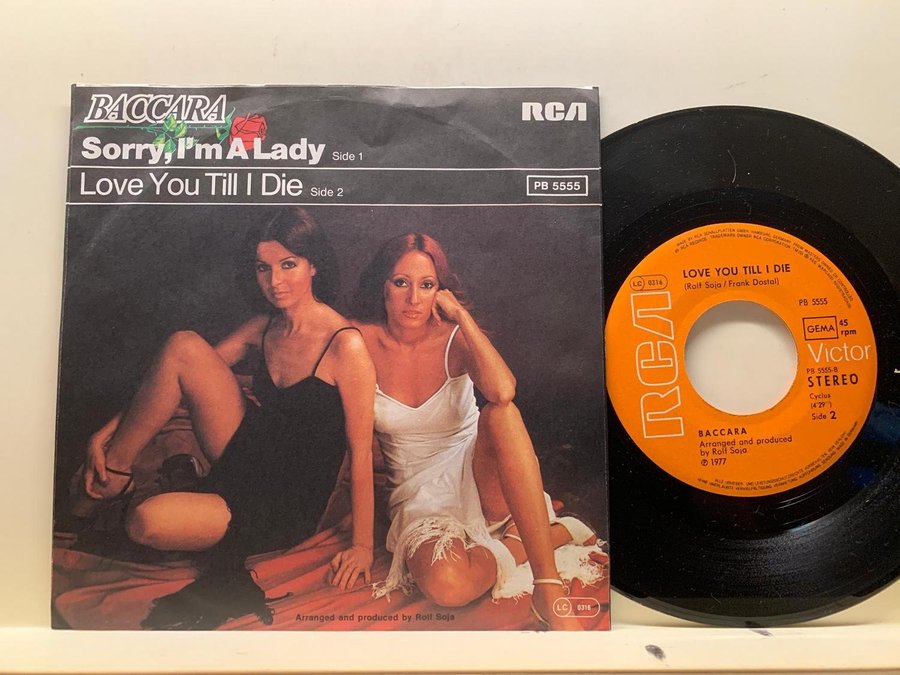 BACCARA
RCA
Sorry, I'm A Lady Side 1
Love You Till I Die Side 2
PB 5555
Arranged and produced by Rolf Soja
LC 0316
LC 0316
LOVE YOU TILL I DIE
(Rolf Soja / Frank Dostal)
PB 5555
GEMA
45
rpm
RCA
Victor
PB 5555-B
STEREO
Cyclus
(4'29")
Side 2
BACCARA
Arranged and produced
by Rolf Soja
℗ 1977